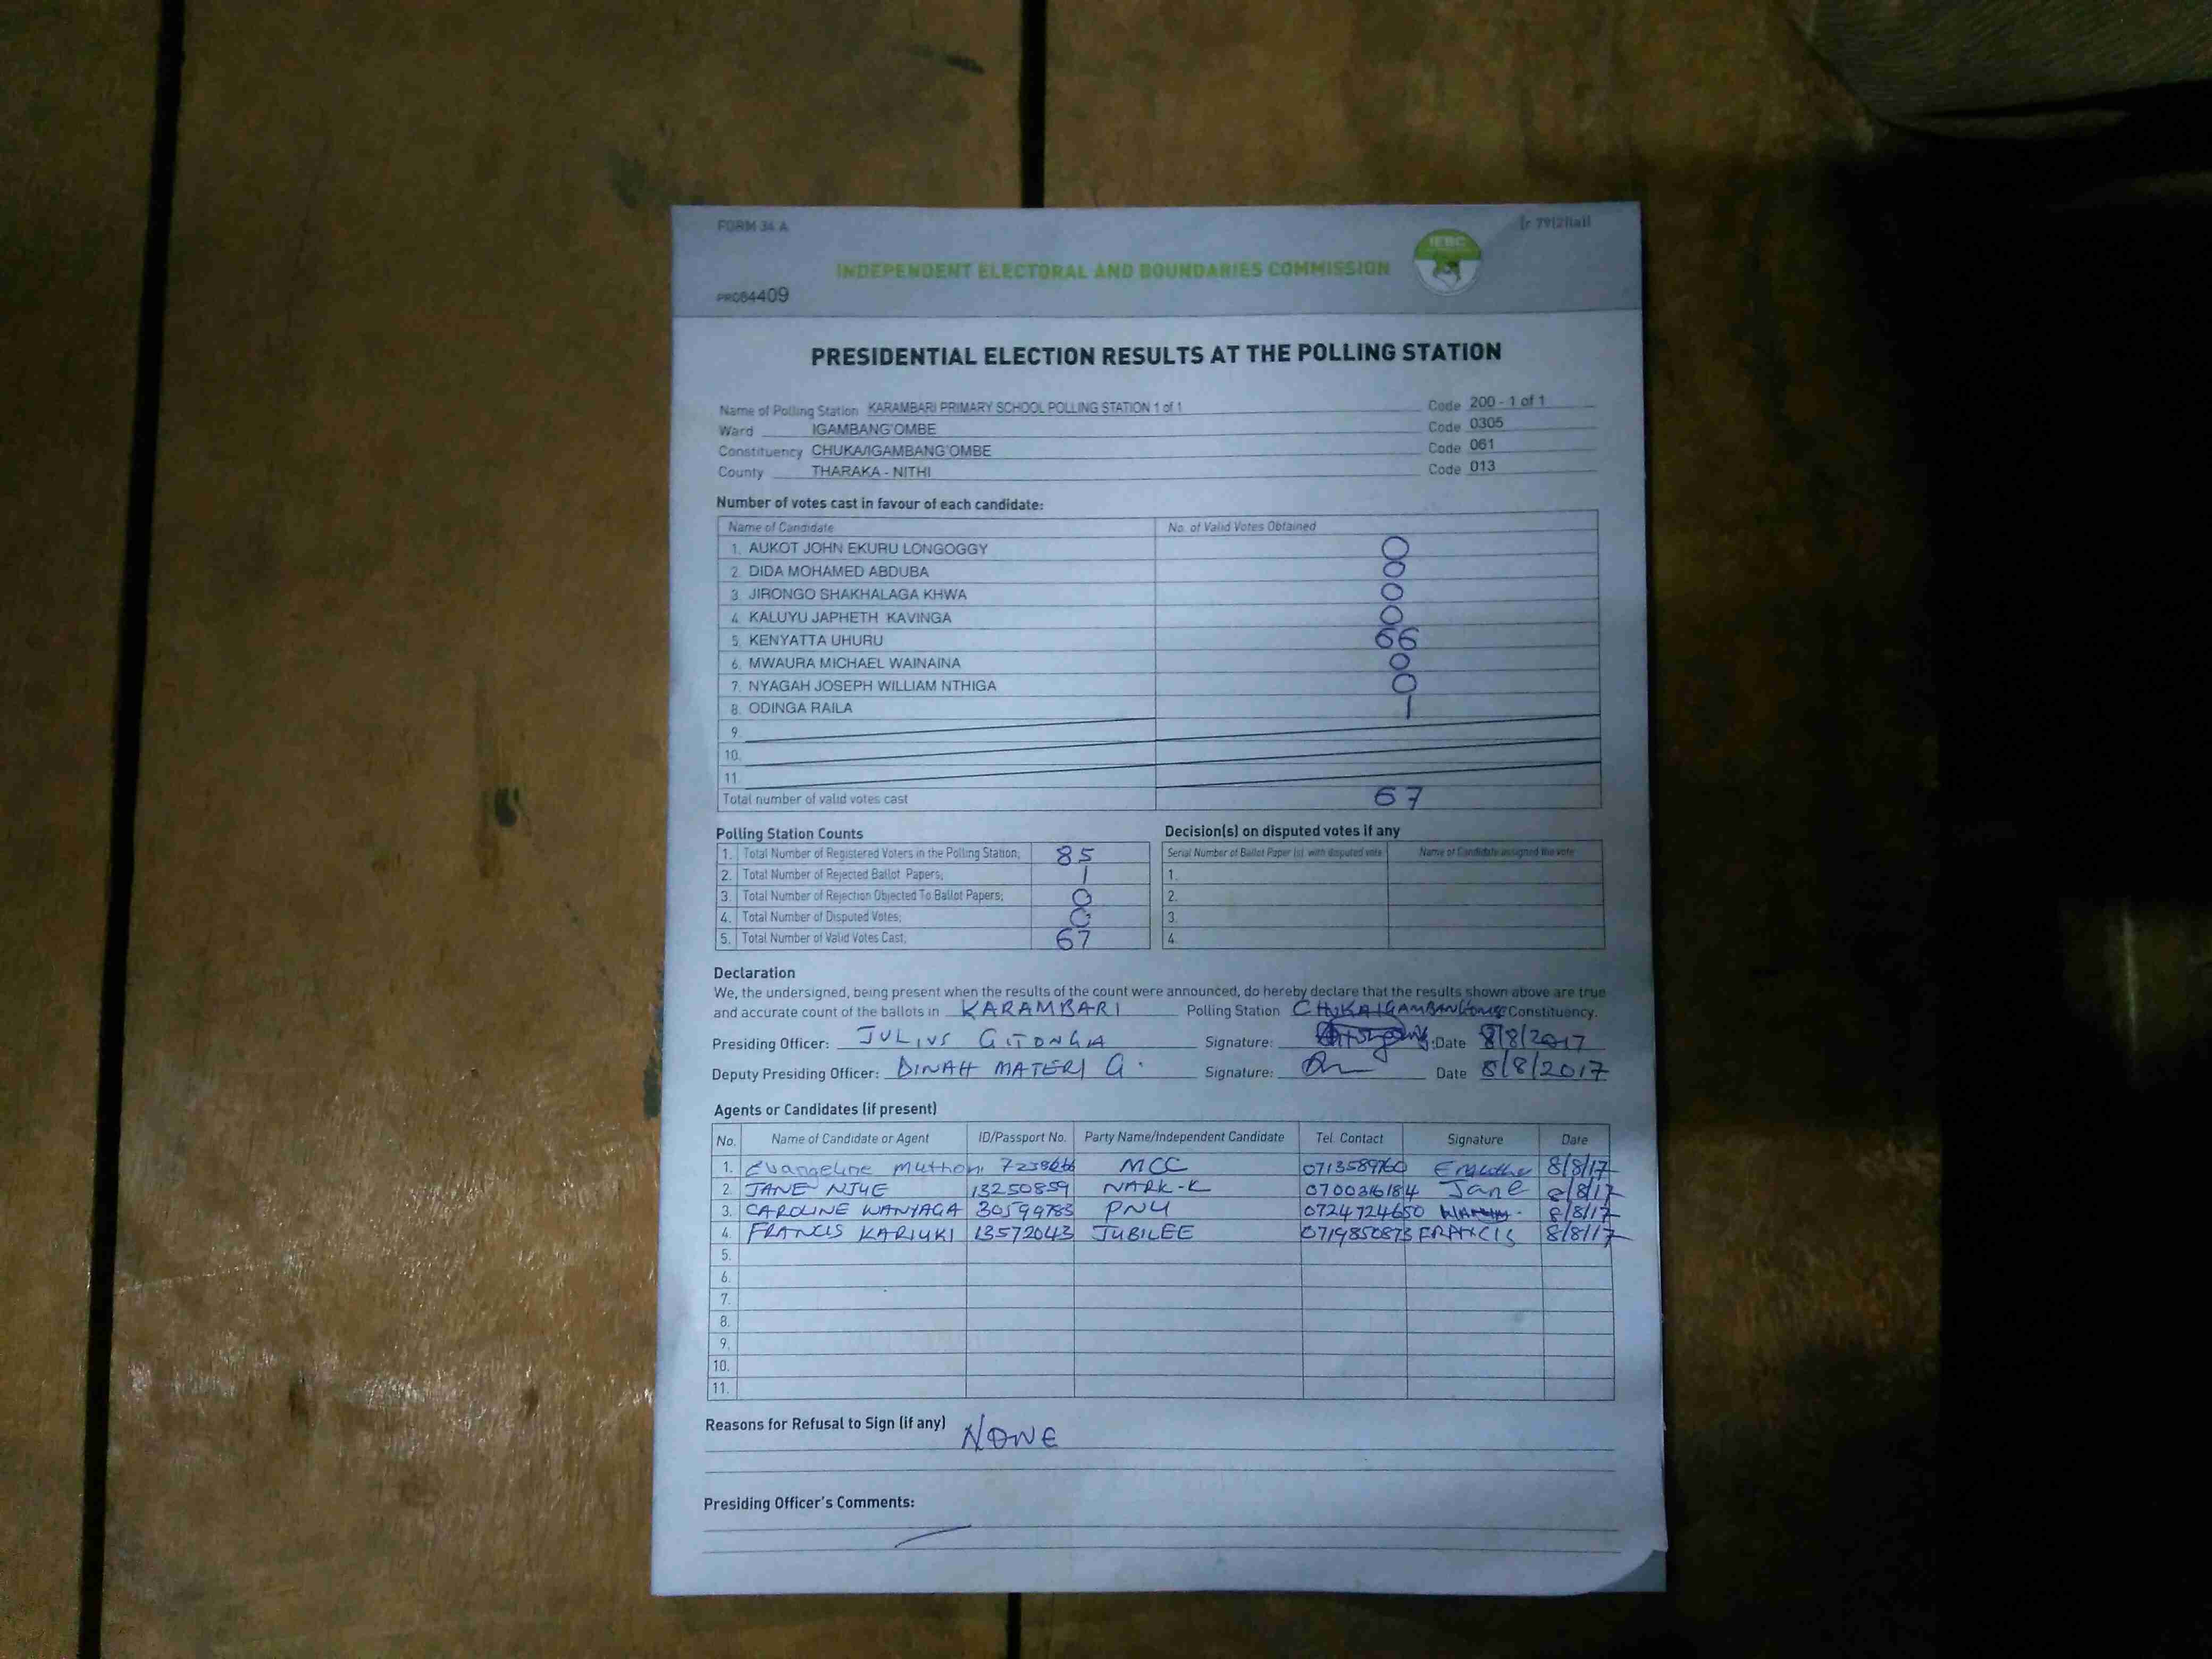 FORM 34 A
[r 79(2)(a)]
IEBC
INDEPENDENT ELECTORAL AND BOUNDARIES COMMISSION
PR084409
PRESIDENTIAL ELECTION RESULTS AT THE POLLING STATION
Name of Polling Station KARAMBARI PRIMARY SCHOOL POLLING STATION 1 of 1 Code 200 - 1 of 1
Ward IGAMBANG'OMBE Code 0305
Constituency CHUKA/IGAMBANG'OMBE Code 061
County THARAKA - NITHI Code 013
Number of votes cast in favour of each candidate:
Name of Candidate No. of Valid Votes Obtained
1. AUKOT JOHN EKURU LONGOGGY 0
2. DIDA MOHAMED ABDUBA 0
3. JIRONGO SHAKHALAGA KHWA 0
4. KALUYU JAPHETH KAVINGA 0
5. KENYATTA UHURU 66
6. MWAURA MICHAEL WAINAINA 0
7. NYAGAH JOSEPH WILLIAM NTHIGA 0
8. ODINGA RAILA 1
9.
10.
11.
Total number of valid votes cast 67
Polling Station Counts
1. Total Number of Registered Voters in the Polling Station; 85
2. Total Number of Rejected Ballot Papers; 1
3. Total Number of Rejection Objected To Ballot Papers; 0
4. Total Number of Disputed Votes; 0
5. Total Number of Valid Votes Cast; 67
Decision(s) on disputed votes if any
Serial Number of Ballot Paper (s) with disputed vote Name of Candidate assigned the vote
1.
2.
3.
4.
Declaration
We, the undersigned, being present when the results of the count were announced, do hereby declare that the results shown above are true
and accurate count of the ballots in KARAMBARI Polling Station Constituency.
Presiding Officer: JULIUS GITONGA Signature: Date 8/8/2017
Deputy Presiding Officer: DINAH MATERI G. Signature: Date 8/8/2017
Agents or Candidates (if present)
No. Name of Candidate or Agent ID/Passport No. Party Name/Independent Candidate Tel. Contact Signature Date
1. Evangeline Muthoni MCC 8/8/17
2. JANE NJUE 13250859 NARK-K 0700316184 Jane 8/8/17
3. CAROLINE WANYAGA 30599783 PNU 0724724650 8/8/17
4. FRANCIS KARIUKI 13572043 JUBILEE 0719850873 FRANCIS 8/8/17
5.
6.
7.
8.
9.
10.
11.
Reasons for Refusal to Sign (if any) NONE
Presiding Officer's Comments: